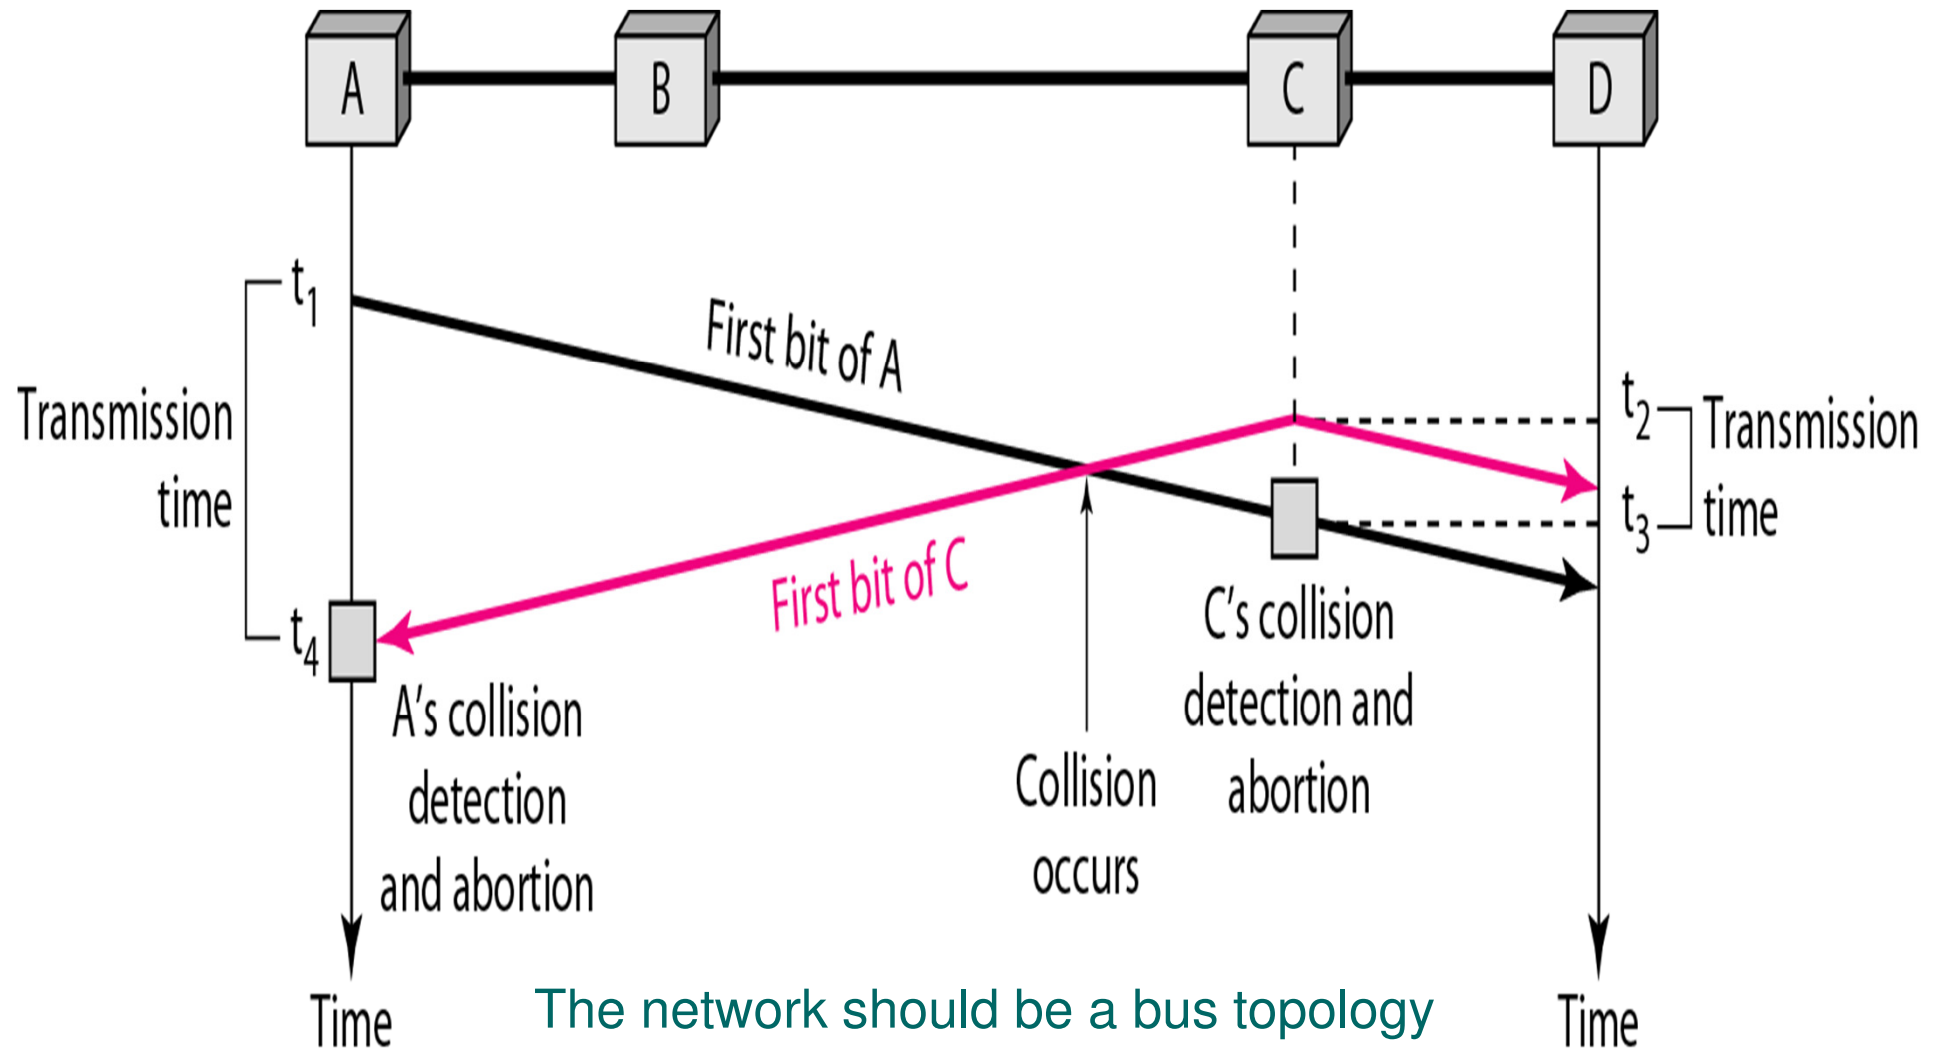 A
B
C
D
t1
First bit of A
t2
Transmission
time
Transmission
time
t3
First bit of C
t4
C's collision
detection and
abortion
A's collision
detection
and abortion
Collision
occurs
Time
The network should be a bus topology
Time